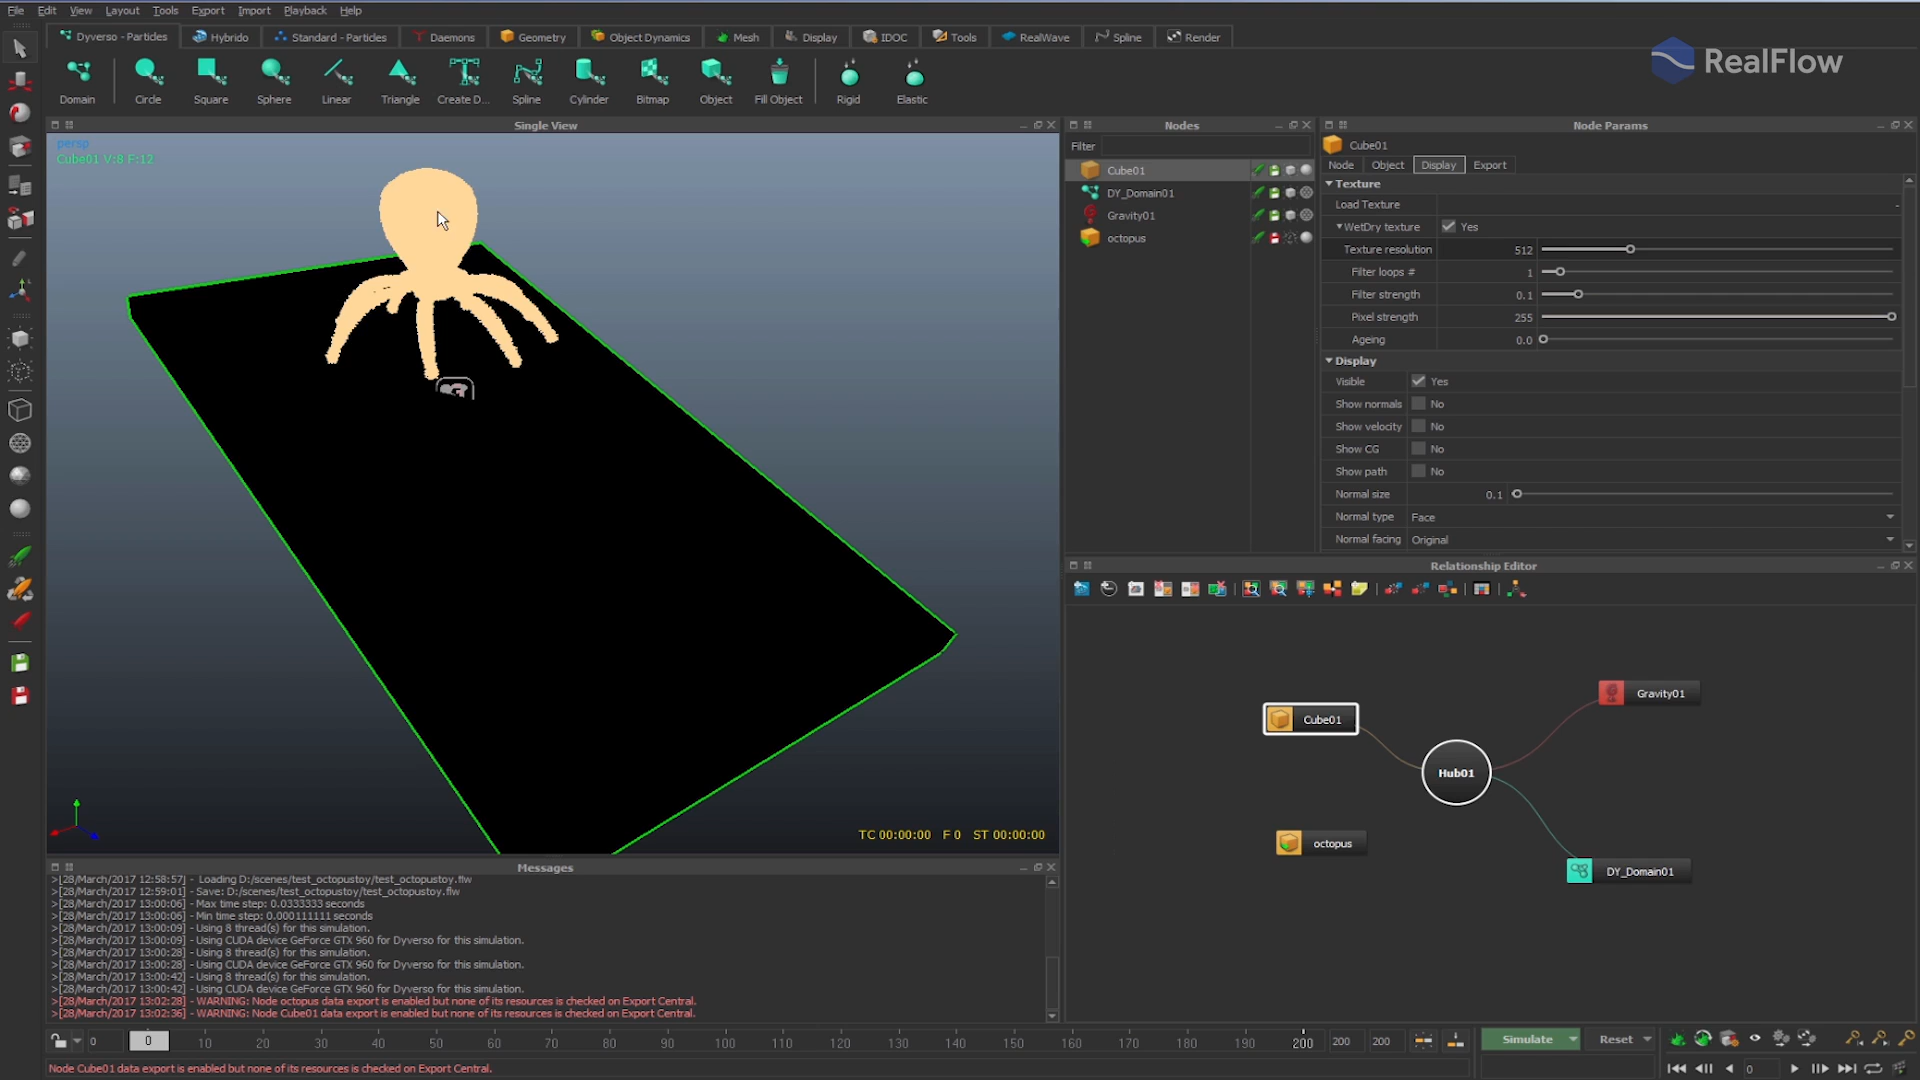 File Edit View Layout Tools Export Import Playback Help
Dyverso - Particles Hybrido Standard - Particles Daemons Geometry Object Dynamics Mesh Display IDOC Tools RealWave Spline Render
RealFlow
Domain Circle Square Sphere Linear Triangle Create D... Spline Cylinder Bitmap Object Fill Object Rigid Elastic
Single View
persp
Cube01 V:8 F:12
TC 00:00:00 F 0 ST 00:00:00
Nodes
Filter
Cube01
DY_Domain01
Gravity01
octopus
Node Params
Cube01
Node Object Display Export
Texture
Load Texture
WetDry texture Yes
Texture resolution 512
Filter loops # 1
Filter strength 0.1
Pixel strength 255
Ageing 0.0
Display
Visible Yes
Show normals No
Show velocity No
Show CG No
Show path No
Normal size 0.1
Normal type Face
Normal facing Original
Relationship Editor
Cube01
Gravity01
Hub01
octopus
DY_Domain01
Messages
>[28/March/2017 12:58:57] - Loading D:/scenes/test_octopustoy/test_octopustoy.flw
>[28/March/2017 12:59:01] - Save: D:/scenes/test_octopustoy/test_octopustoy.flw
>[28/March/2017 13:00:06] - Max time step: 0.0333333 seconds
>[28/March/2017 13:00:06] - Min time step: 0.000111111 seconds
>[28/March/2017 13:00:09] - Using 8 thread(s) for this simulation.
>[28/March/2017 13:00:09] - Using CUDA device GeForce GTX 960 for Dyverso for this simulation.
>[28/March/2017 13:00:28] - Using 8 thread(s) for this simulation.
>[28/March/2017 13:00:28] - Using CUDA device GeForce GTX 960 for Dyverso for this simulation.
>[28/March/2017 13:00:42] - Using 8 thread(s) for this simulation.
>[28/March/2017 13:00:42] - Using CUDA device GeForce GTX 960 for Dyverso for this simulation.
>[28/March/2017 13:02:28] - WARNING: Node octopus data export is enabled but none of its resources is checked on Export Central.
>[28/March/2017 13:02:36] - WARNING: Node Cube01 data export is enabled but none of its resources is checked on Export Central.
0 0 10 20 30 40 50 60 70 80 90 100 110 120 130 140 150 160 170 180 190 200 200 200 Simulate Reset
Node Cube01 data export is enabled but none of its resources is checked on Export Central.
0